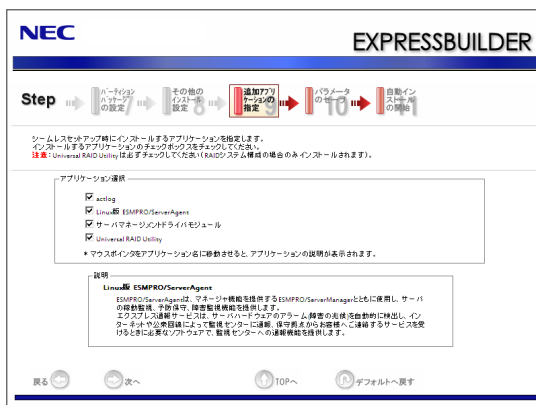 NEC
EXPRESSBUILDER
Step
パーティション
パッケージ
の設定
7
その他の
インストール
設定
8
追加アプリ
ケーションの
指定
9
パラメータ
のセーブ
10
自動イン
ストール
の開始
11
シームレスセットアップ時にインストールするアプリケーションを指定します。
インストールするアプリケーションのチェックボックスをチェックしてください。
注意：Universal RAID Utilityは必ずチェックしてください(RAIDシステム構成の場合のみインストールされます)。
アプリケーション選択
actlog
Linux版 ESMPRO/ServerAgent
サーバマネージメントドライバモジュール
Universal RAID Utility
* マウスポインタをアプリケーション名に移動させると、アプリケーションの説明が表示されます。
説明
Linux版 ESMPRO/ServerAgent
ESMPRO/ServerAgentは、マネージャ機能を提供するESMPRO/ServerManagerとともに使用し、サーバ
の稼動監視、予防保守、障害監視機能を提供します。
エクスプレス通報サービスは、サーバハードウェアのアラーム(障害の兆候)を自動的に検出し、イン
ターネットや公衆回線によって監視センターに通報、保守拠点からお客様へご連絡するサービスを受
けるときに必要なソフトウェアで、監視センターへの通報機能を提供します。
戻る
次へ
TOPへ
デフォルトへ戻す